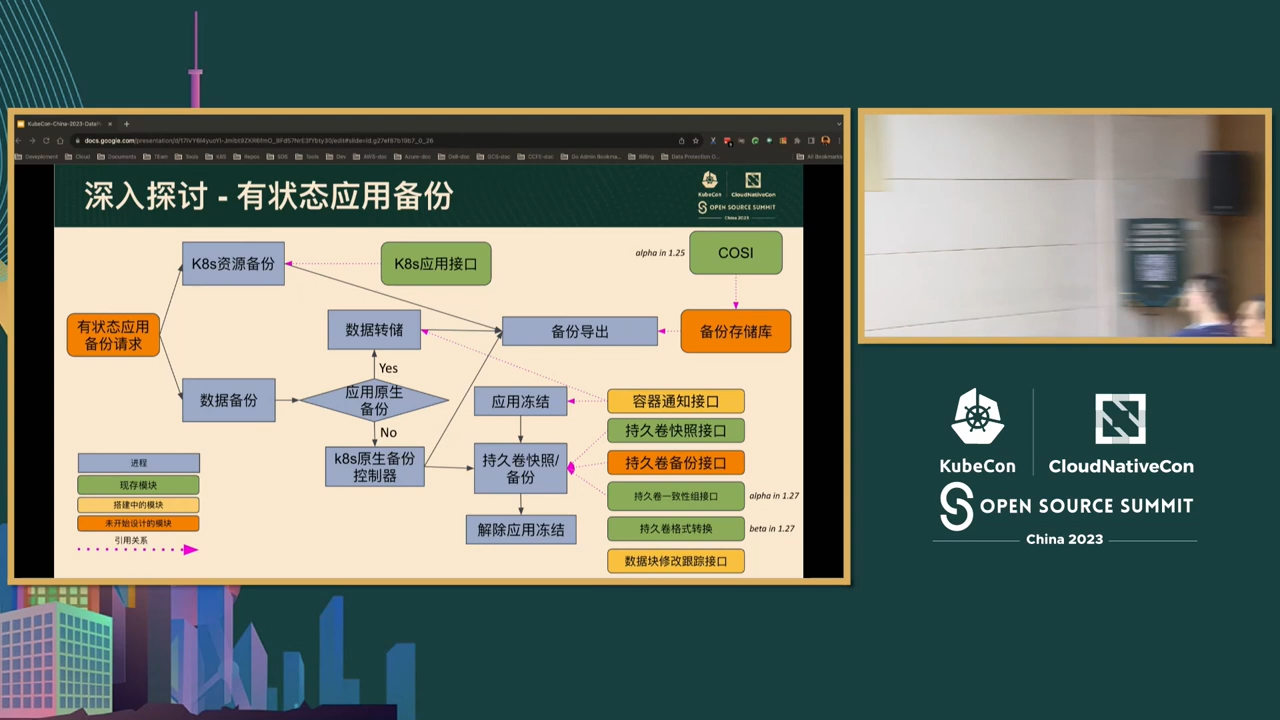 KubeCon-China-2023-DataPr
深入探讨 - 有状态应用备份
KubeCon
CloudNativeCon
OPEN SOURCE SUMMIT
China 2023
K8s资源备份
K8s应用接口
alpha in 1.25
COSI
有状态应用
备份请求
数据转储
备份导出
备份存储库
Yes
数据备份
应用原生
备份
应用冻结
容器通知接口
No
持久卷快照接口
k8s原生备份
控制器
持久卷快照/
备份
持久卷备份接口
进程
现存模块
持久卷一致性组接口
alpha in 1.27
搭建中的模块
未开始设计的模块
解除应用冻结
持久卷格式转换
beta in 1.27
引用关系
数据块修改跟踪接口
KubeCon
CloudNativeCon
OPEN SOURCE SUMMIT
China 2023